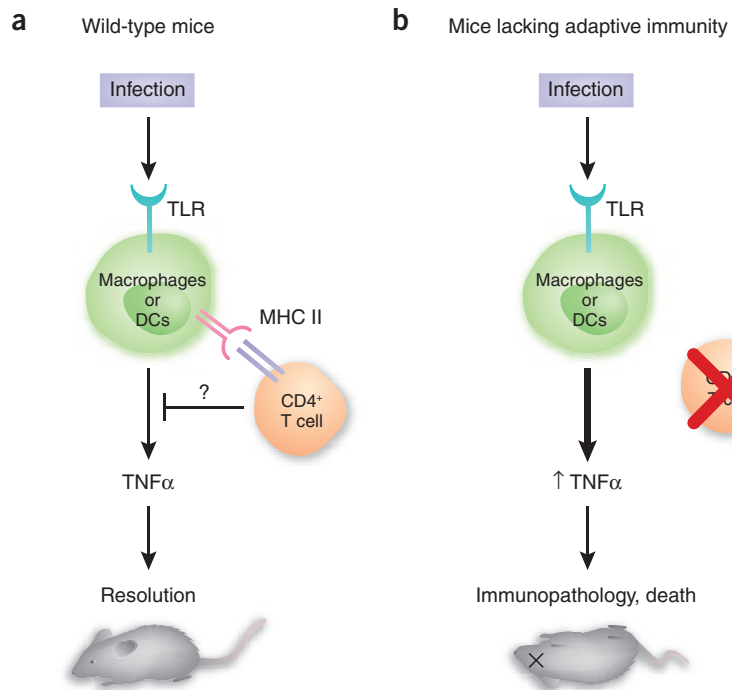 a Wild-type mice
Infection
TLR
Macrophages
or
DCs
MHC II
?
CD4⁺
T cell
TNFα
Resolution
b Mice lacking adaptive immunity
Infection
TLR
Macrophages
or
DCs
↑ TNFα
Immunopathology, death